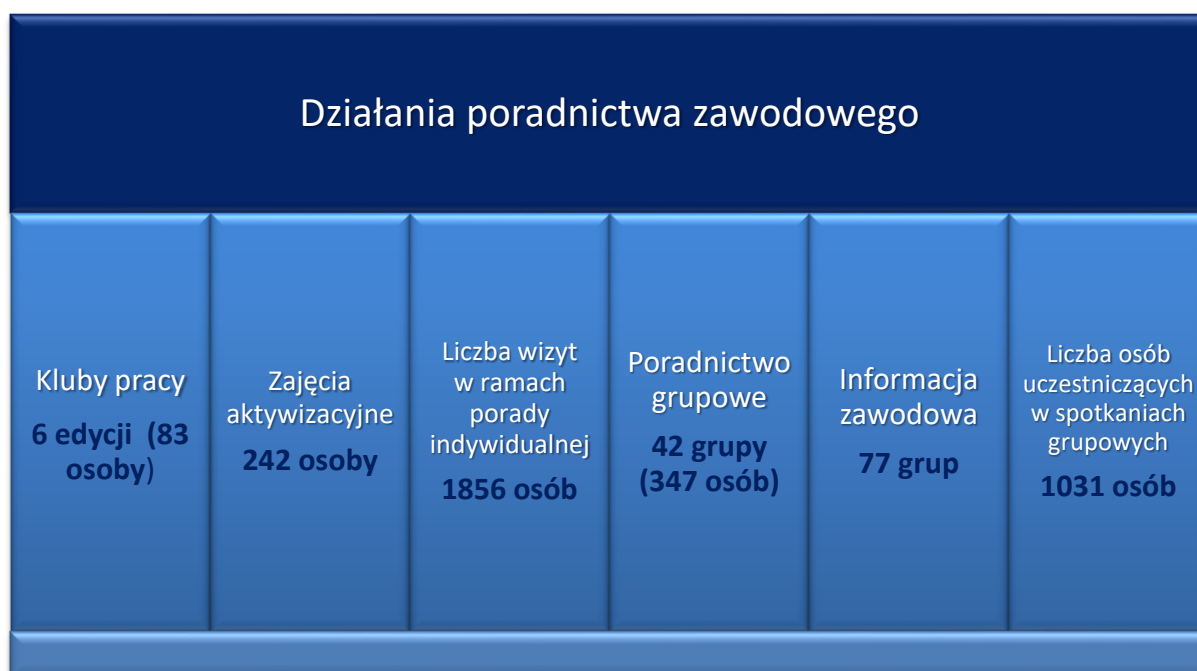 Działania poradnictwa zawodowego
Kluby pracy
6 edycji  (83
osoby)
Zajęcia
aktywizacyjne
242 osoby
Liczba wizyt
w ramach
porady
indywidualnej
1856 osób
Poradnictwo
grupowe
42 grupy
(347 osób)
Informacja
zawodowa
77 grup
Liczba osób
uczestniczących
w spotkaniach
grupowych
1031 osób